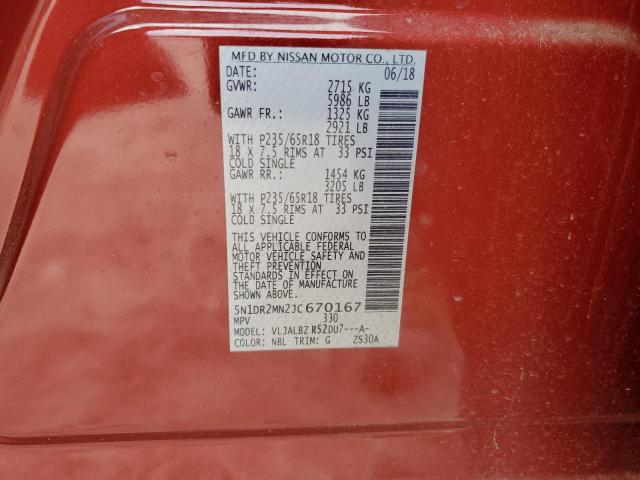 MFD BY NISSAN MOTOR CO., LTD.
DATE: 06/18
GVWR: 2715 KG
5986 LB
GAWR FR.: 1325 KG
2921 LB
WITH P235/65R18 TIRES
18 X 7.5 RIMS AT 33 PSI
COLD SINGLE
GAWR RR.: 1454 KG
3205 LB
WITH P235/65R18 TIRES
18 X 7.5 RIMS AT 33 PSI
COLD SINGLE
THIS VEHICLE CONFORMS TO
ALL APPLICABLE FEDERAL
MOTOR VEHICLE SAFETY AND
THEFT PREVENTION
STANDARDS IN EFFECT ON
THE DATE OF MANUFACTURE
SHOWN ABOVE.
5N1DR2MN2JC670167
MPV 330
MODEL: VLJALBZ R52DU7---A-
COLOR: NBL TRIM: G ZS30A